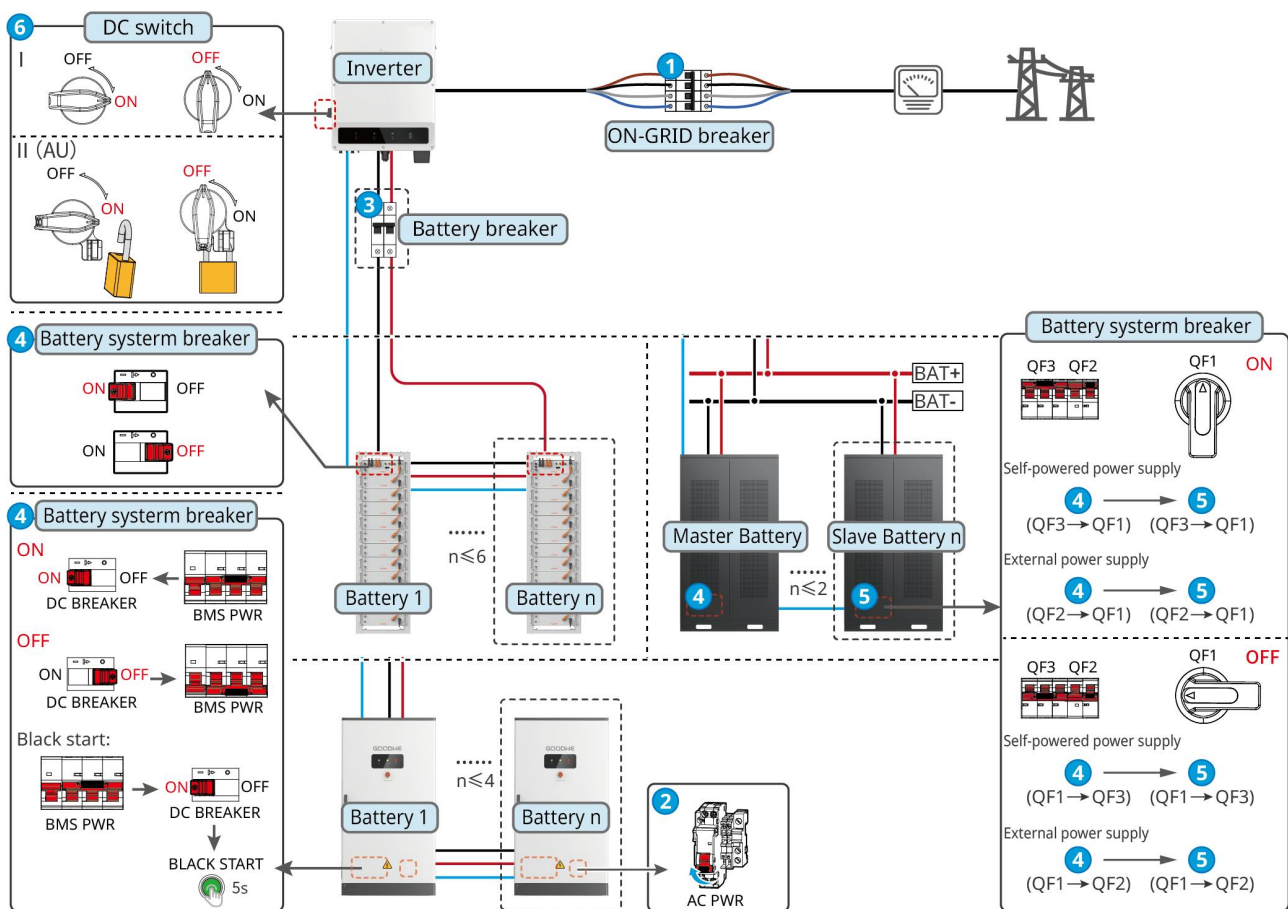 6
DC switch
I
OFF
ON
OFF
ON
II (AU)
OFF
ON
OFF
ON
Inverter
1
ON-GRID breaker
3
Battery breaker
4
Battery systerm breaker
ON
OFF
ON
OFF
4
Battery systerm breaker
ON
ON
OFF
DC BREAKER
BMS PWR
OFF
ON
OFF
DC BREAKER
BMS PWR
Black start:
BMS PWR
ON
OFF
DC BREAKER
BLACK START
5s
Battery 1
n≤6
Battery n
BAT+
BAT-
Master Battery
Slave Battery n
n≤2
4
5
GOODWE
GOODWE
n≤4
Battery 1
Battery n
2
AC PWR
Battery systerm breaker
QF3 QF2
QF1
ON
Self-powered power supply
4 → 5
(QF3→QF1) (QF3→QF1)
External power supply
4 → 5
(QF2→QF1) (QF2→QF1)
QF3 QF2
QF1
OFF
Self-powered power supply
4 → 5
(QF1→QF3) (QF1→QF3)
External power supply
4 → 5
(QF1→QF2) (QF1→QF2)